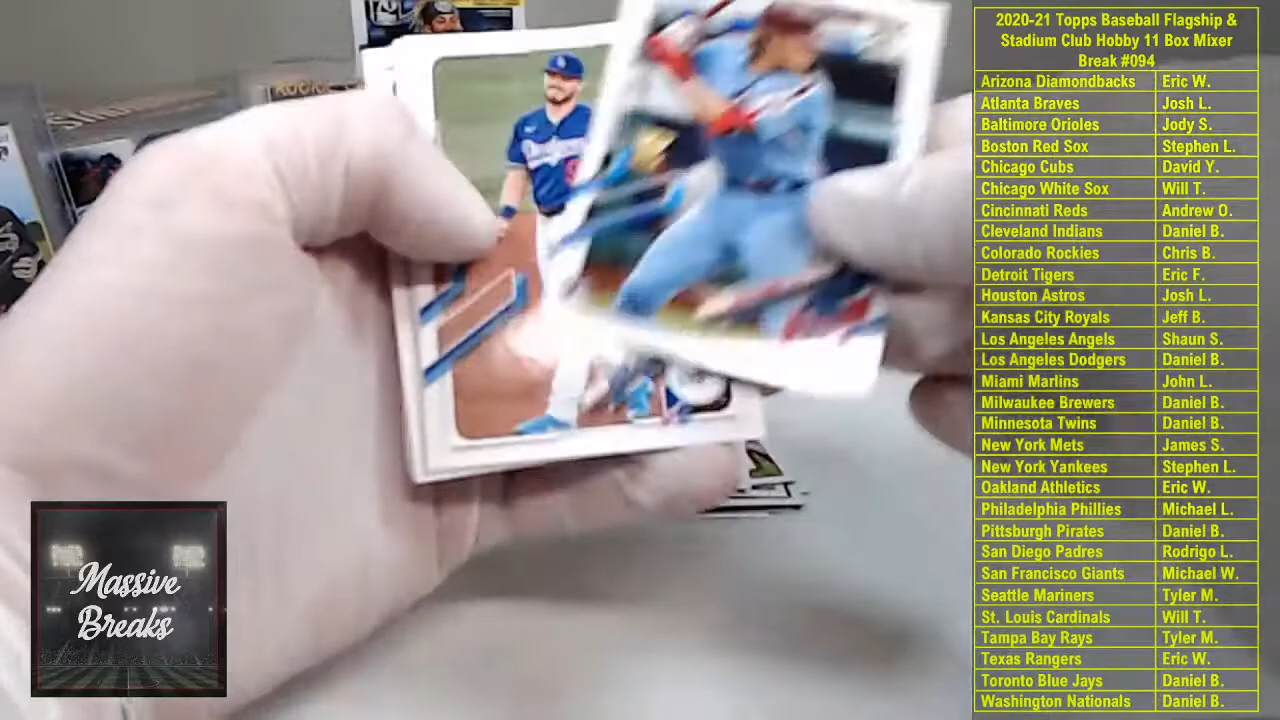 2020-21 Topps Baseball Flagship &
Stadium Club Hobby 11 Box Mixer
Break #094
Arizona Diamondbacks Eric W.
Atlanta Braves Josh L.
Baltimore Orioles Jody S.
Boston Red Sox Stephen L.
Chicago Cubs David Y.
Chicago White Sox Will T.
Cincinnati Reds Andrew O.
Cleveland Indians Daniel B.
Colorado Rockies Chris B.
Detroit Tigers Eric F.
Houston Astros Josh L.
Kansas City Royals Jeff B.
Los Angeles Angels Shaun S.
Los Angeles Dodgers Daniel B.
Miami Marlins John L.
Milwaukee Brewers Daniel B.
Minnesota Twins Daniel B.
New York Mets James S.
New York Yankees Stephen L.
Oakland Athletics Eric W.
Philadelphia Phillies Michael L.
Pittsburgh Pirates Daniel B.
San Diego Padres Rodrigo L.
San Francisco Giants Michael W.
Seattle Mariners Tyler M.
St. Louis Cardinals Will T.
Tampa Bay Rays Tyler M.
Texas Rangers Eric W.
Toronto Blue Jays Daniel B.
Washington Nationals Daniel B.
Massive
Breaks